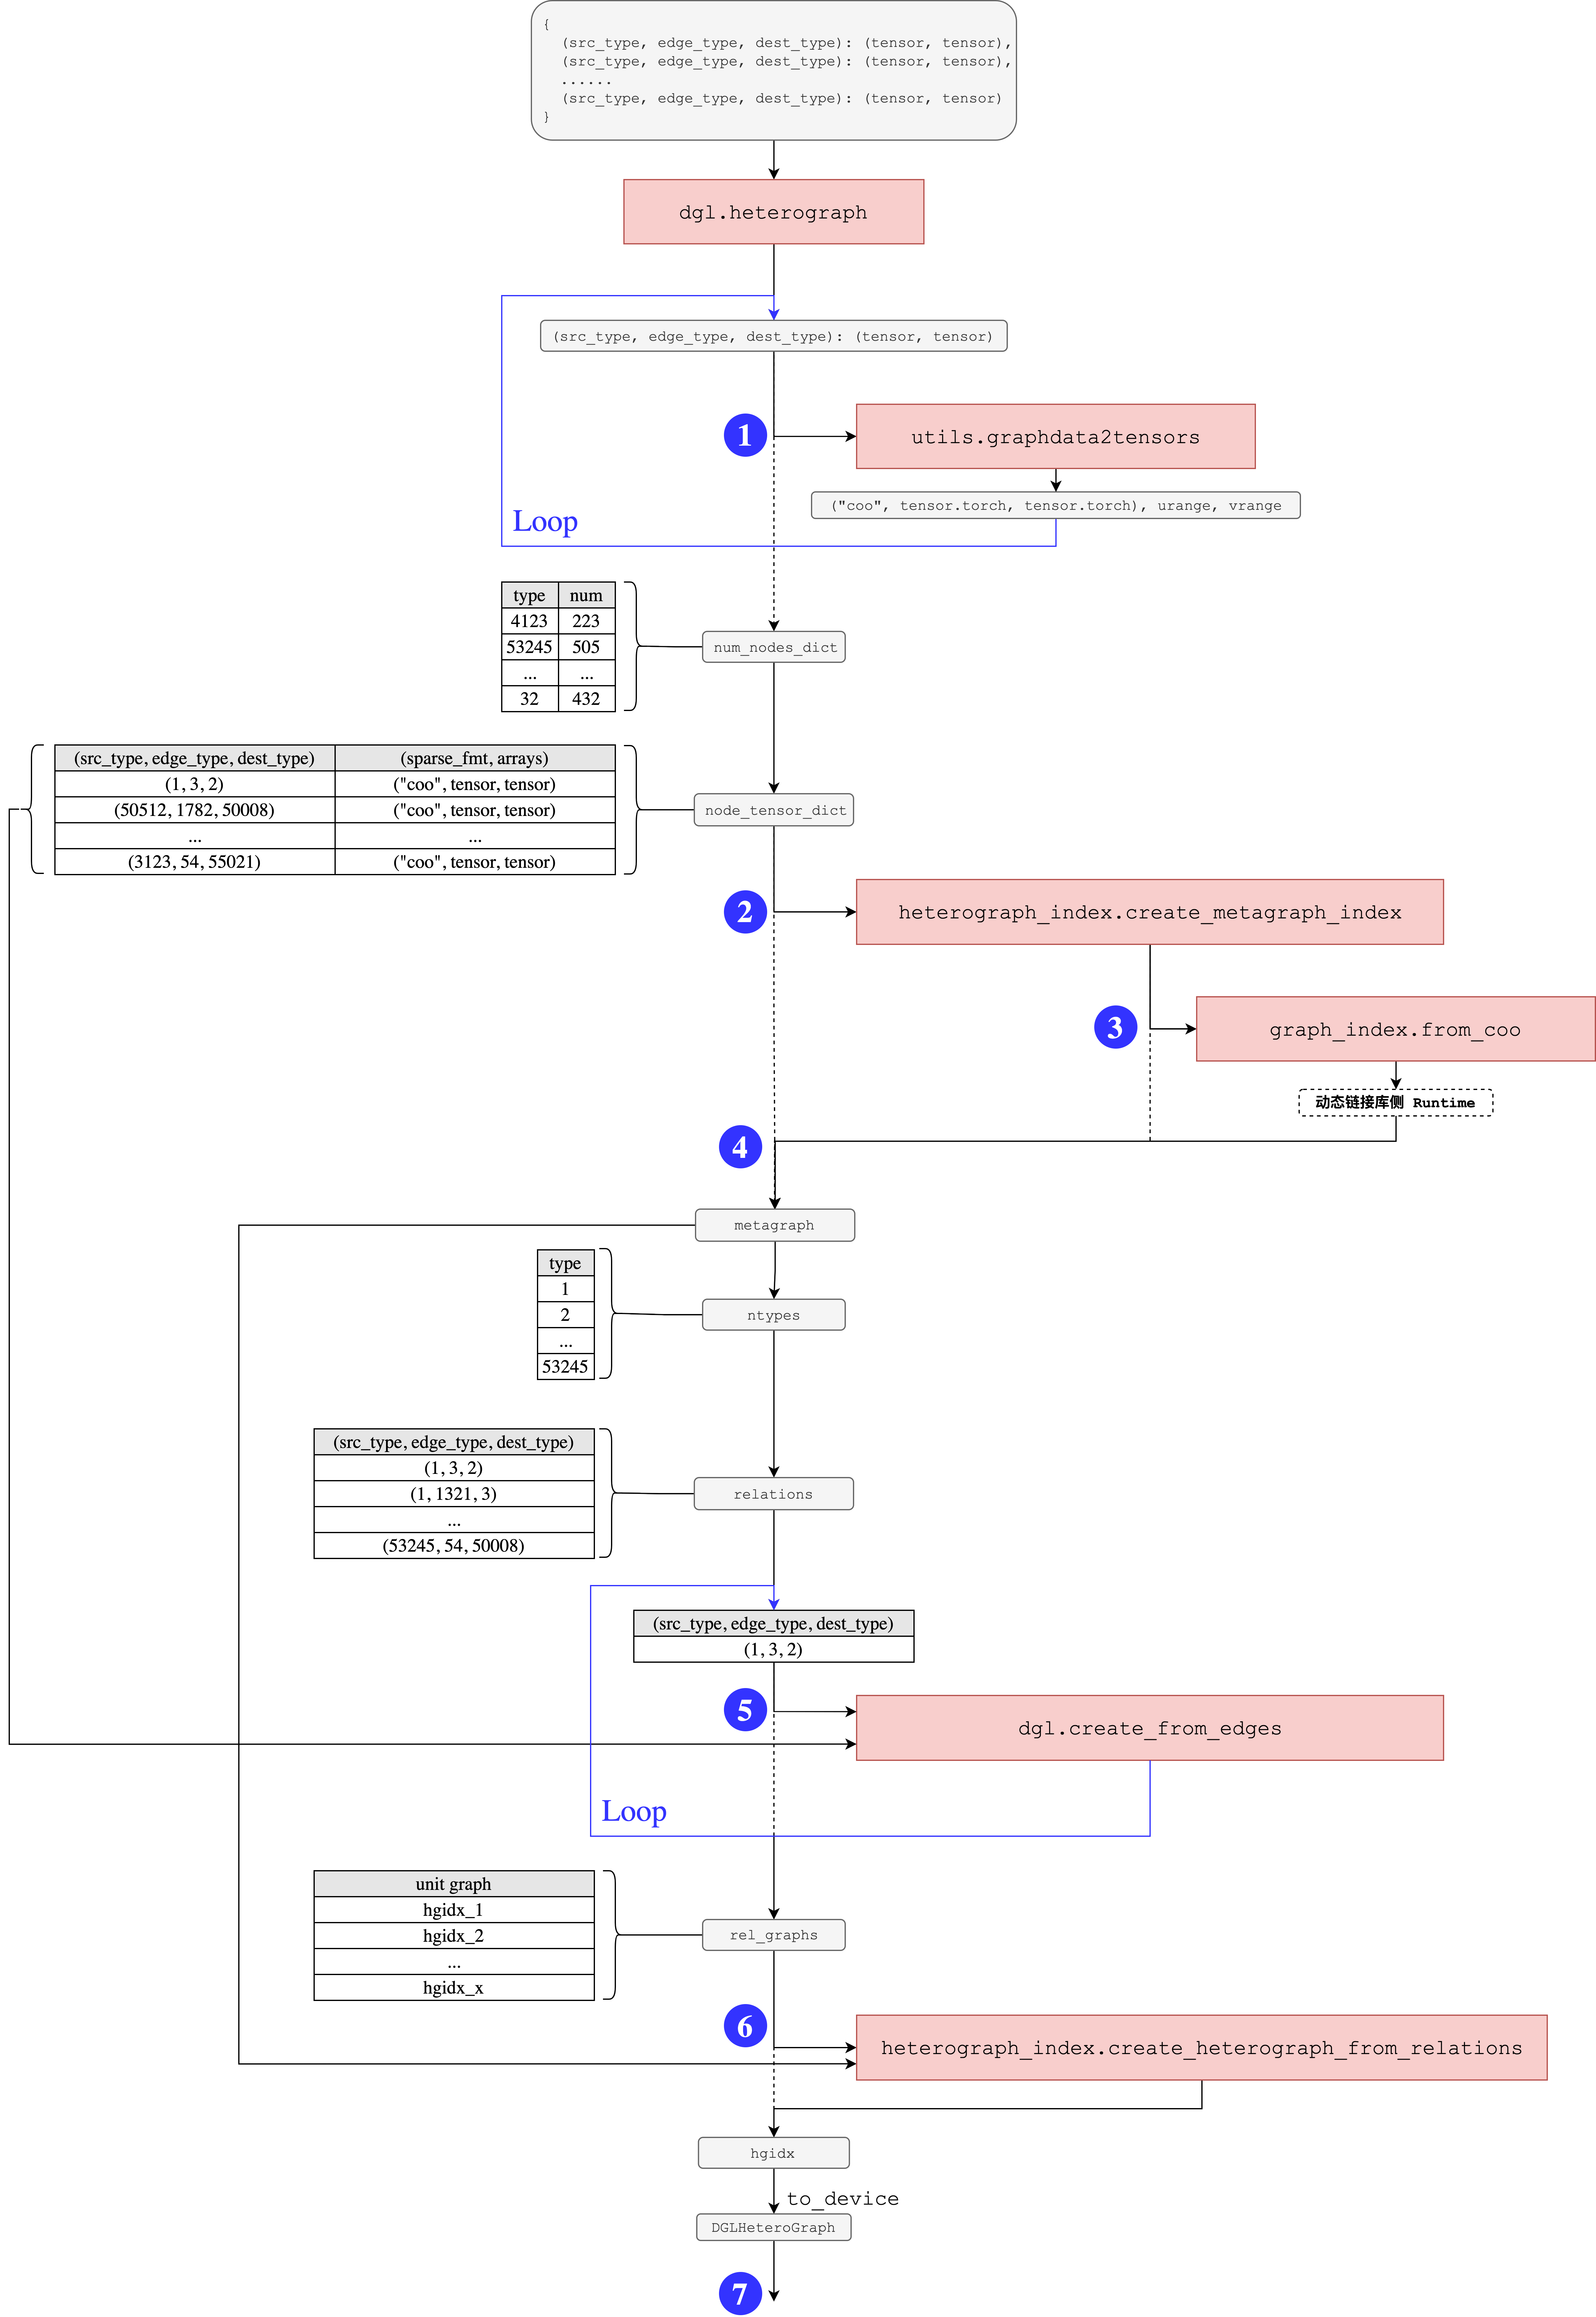 {
(src_type, edge_type, dest_type): (tensor, tensor),
(src_type, edge_type, dest_type): (tensor, tensor),
......
(src_type, edge_type, dest_type): (tensor, tensor)
}
dgl.heterograph
(src_type, edge_type, dest_type): (tensor, tensor)
1
utils.graphdata2tensors
("coo", tensor.torch, tensor.torch), urange, vrange
Loop
type num
4123 223
53245 505
... ...
32 432
num_nodes_dict
(src_type, edge_type, dest_type) (sparse_fmt, arrays)
(1, 3, 2) ("coo", tensor, tensor)
(50512, 1782, 50008) ("coo", tensor, tensor)
... ...
(3123, 54, 55021) ("coo", tensor, tensor)
node_tensor_dict
2
heterograph_index.create_metagraph_index
3
graph_index.from_coo
动态链接库侧 Runtime
4
metagraph
type
1
2
...
53245
ntypes
(src_type, edge_type, dest_type)
(1, 3, 2)
(1, 1321, 3)
...
(53245, 54, 50008)
relations
(src_type, edge_type, dest_type)
(1, 3, 2)
5
dgl.create_from_edges
Loop
unit graph
hgidx_1
hgidx_2
...
hgidx_x
rel_graphs
6
heterograph_index.create_heterograph_from_relations
hgidx
to_device
DGLHeteroGraph
7